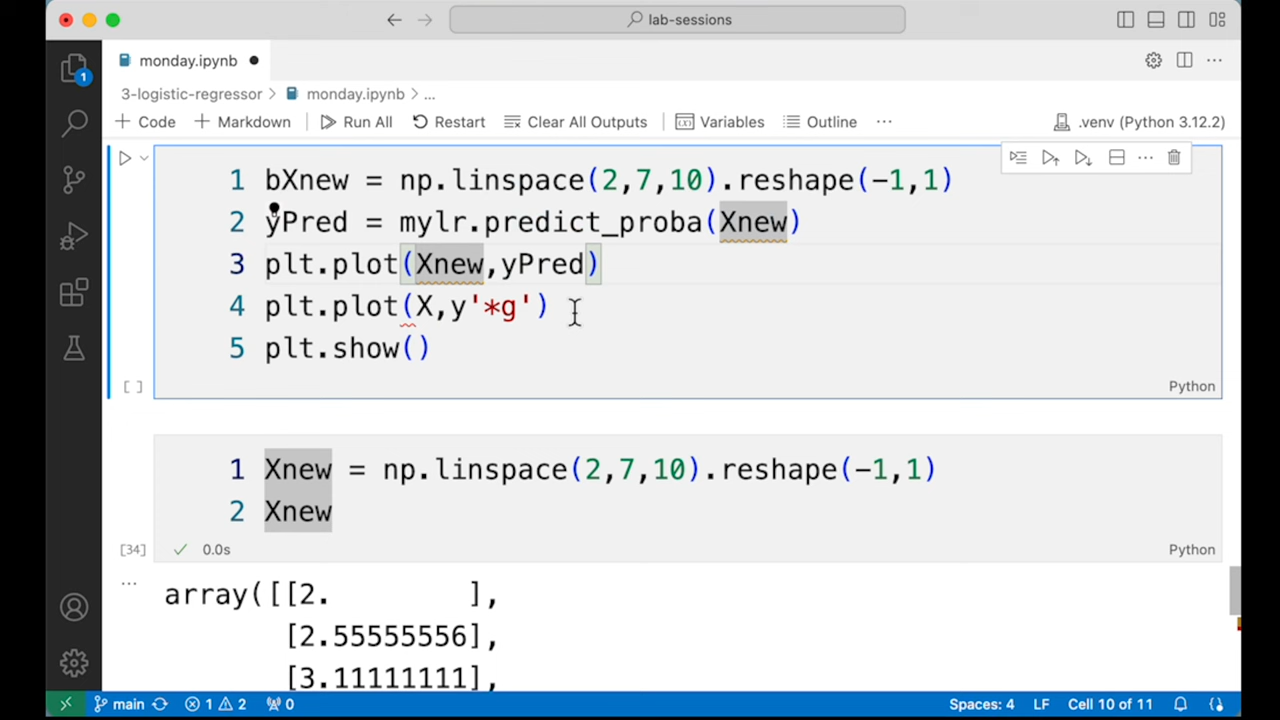 lab-sessions
1
monday.ipynb
3-logistic-regressor > monday.ipynb > ...
+ Code + Markdown Run All Restart Clear All Outputs Variables Outline ... .venv (Python 3.12.2)
1 bXnew = np.linspace(2,7,10).reshape(-1,1)
2 yPred = mylr.predict_proba(Xnew)
3 plt.plot(Xnew,yPred)
4 plt.plot(X,y'*g')
5 plt.show()
[ ] Python
1 Xnew = np.linspace(2,7,10).reshape(-1,1)
2 Xnew
[34] 0.0s Python
... array([[2.        ],
[2.55555556],
[3.11111111],
main 1 2 0 Spaces: 4 LF Cell 10 of 11